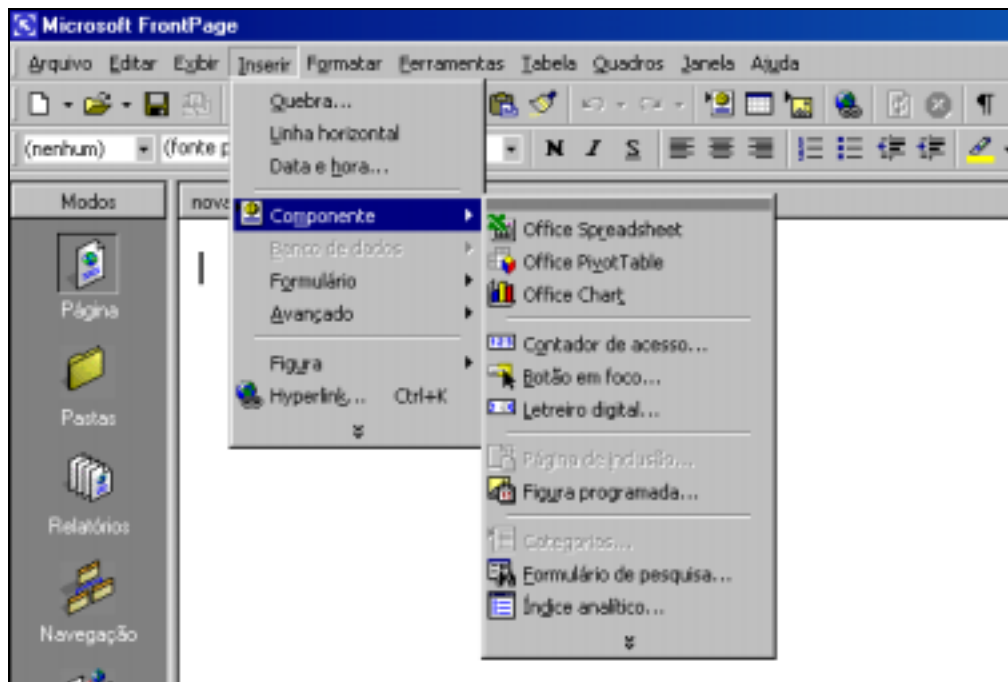 Microsoft FrontPage
Arquivo Editar Exibir Inserir Formatar Ferramentas Tabela Quadros Janela Ajuda
(nenhum) (fonte p
N I S
Modos
nova
Página
Pastas
Relatórios
Navegação
Quebra...
Linha horizontal
Data e hora...
Componente
Banco de dados
Formulário
Avançado
Figura
Hyperlink... Ctrl+K
Office Spreadsheet
Office PivotTable
Office Chart
Contador de acesso...
Botão em foco...
Letreiro digital...
Página de inclusão...
Figura programada...
Categorias...
Formulário de pesquisa...
Índice analítico...